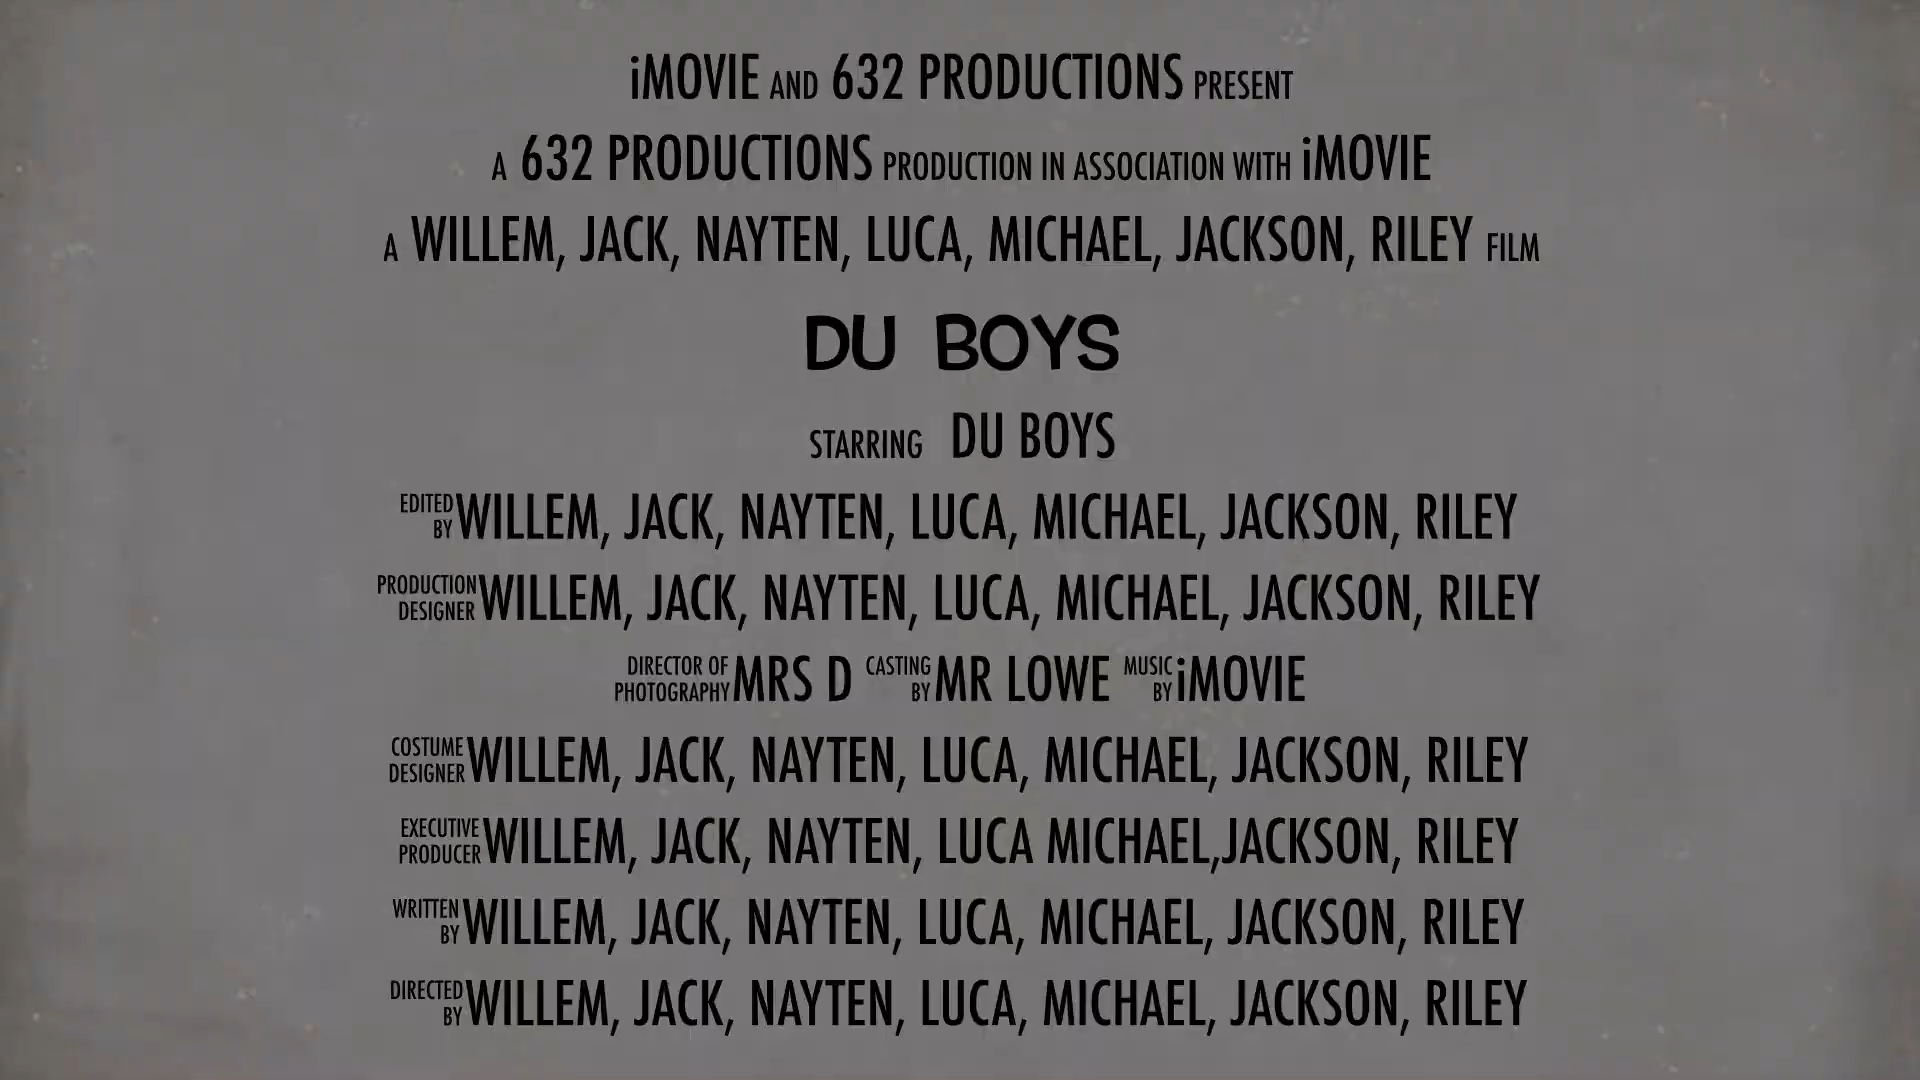 iMOVIE AND 632 PRODUCTIONS PRESENT
A 632 PRODUCTIONS PRODUCTION IN ASSOCIATION WITH iMOVIE
A WILLEM, JACK, NAYTEN, LUCA, MICHAEL, JACKSON, RILEY FILM
DU BOYS
STARRING DU BOYS
EDITED BY WILLEM, JACK, NAYTEN, LUCA, MICHAEL, JACKSON, RILEY
PRODUCTION DESIGNER WILLEM, JACK, NAYTEN, LUCA, MICHAEL, JACKSON, RILEY
DIRECTOR OF PHOTOGRAPHY MRS D CASTING BY MR LOWE MUSIC BY iMOVIE
COSTUME DESIGNER WILLEM, JACK, NAYTEN, LUCA, MICHAEL, JACKSON, RILEY
EXECUTIVE PRODUCER WILLEM, JACK, NAYTEN, LUCA MICHAEL,JACKSON, RILEY
WRITTEN BY WILLEM, JACK, NAYTEN, LUCA, MICHAEL, JACKSON, RILEY
DIRECTED BY WILLEM, JACK, NAYTEN, LUCA, MICHAEL, JACKSON, RILEY